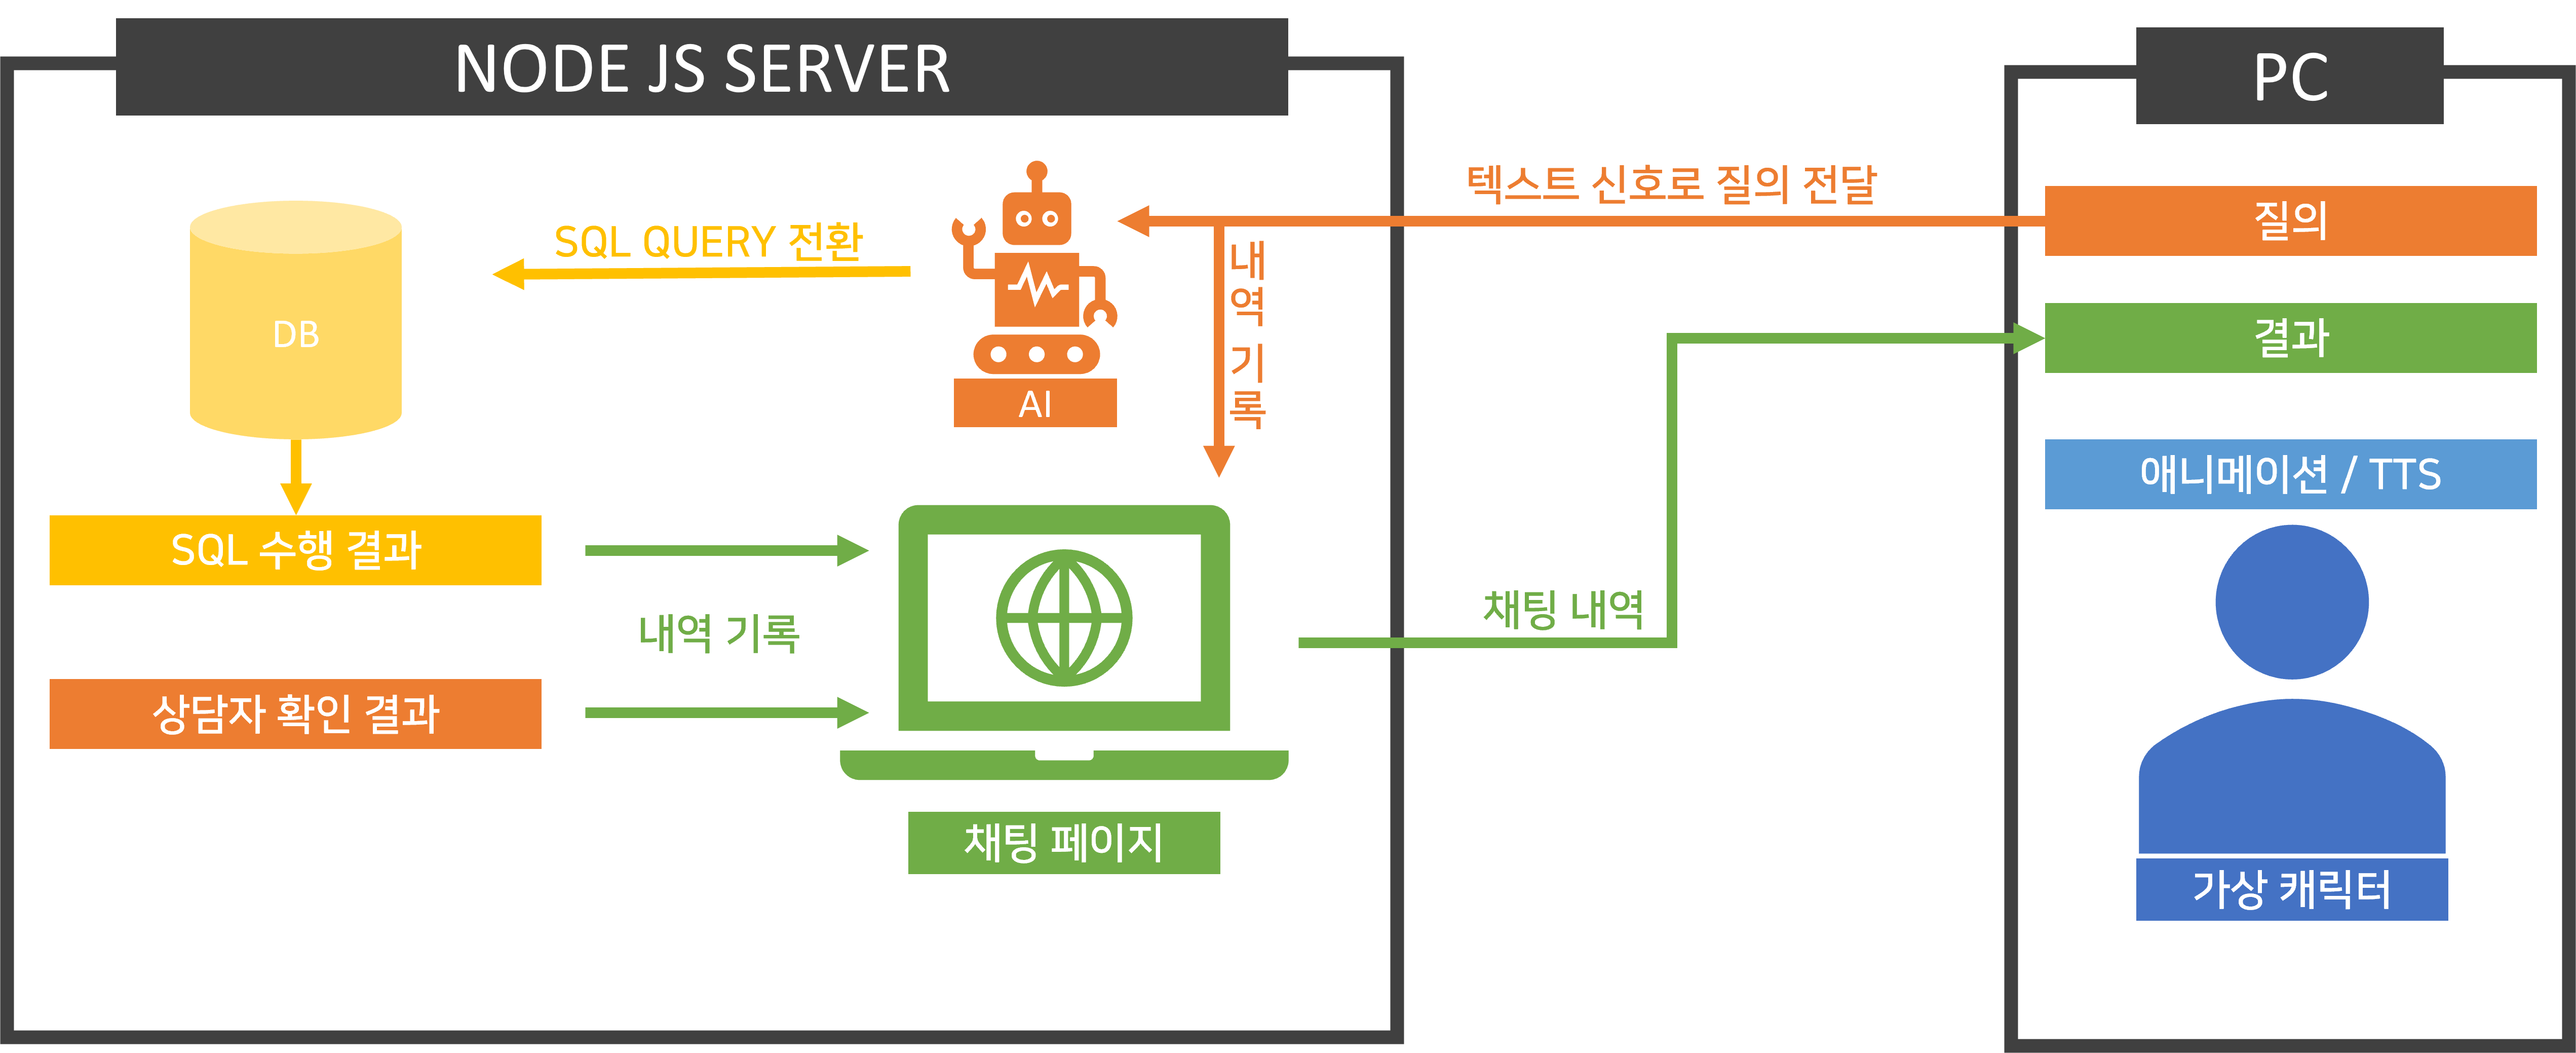 NODE JS SERVER
PC
텍스트 신호로 질의 전달
질의
SQL QUERY 전환
내역 기록
DB
결과
AI
애니메이션 / TTS
SQL 수행 결과
내역 기록
채팅 내역
상담자 확인 결과
채팅 페이지
가상 캐릭터